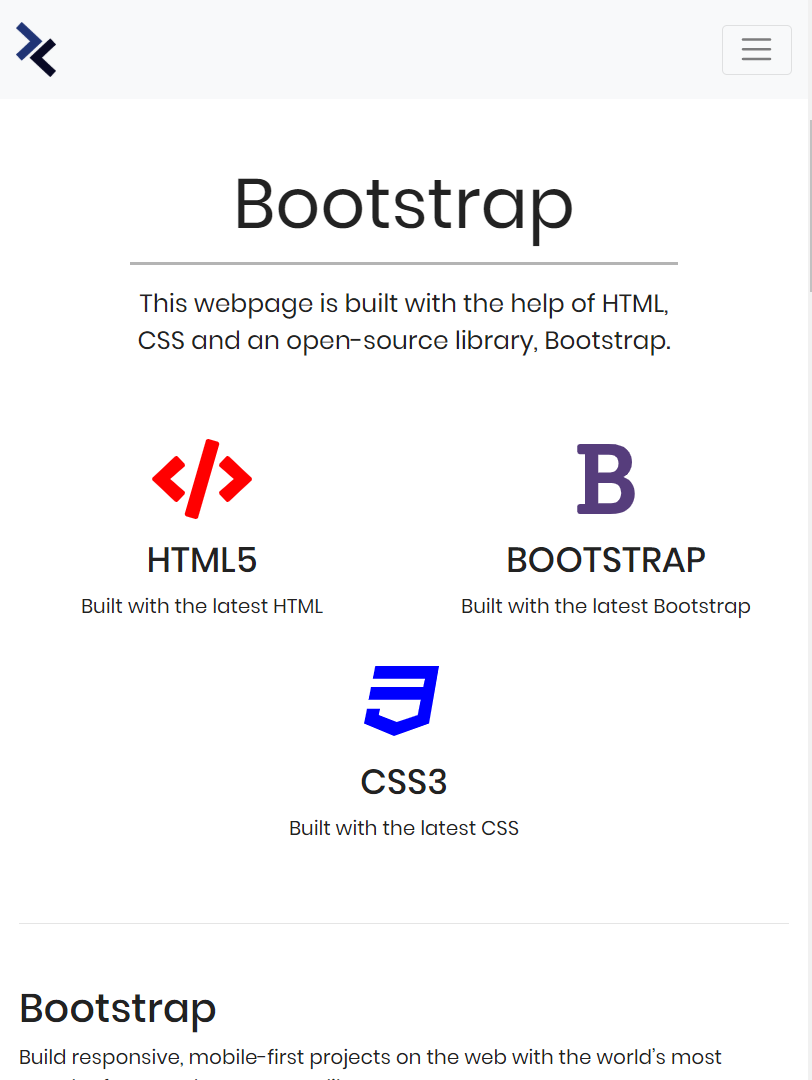 Bootstrap
This webpage is built with the help of HTML,
CSS and an open-source library, Bootstrap.
HTML5
Built with the latest HTML
BOOTSTRAP
Built with the latest Bootstrap
CSS3
Built with the latest CSS
Bootstrap
Build responsive, mobile-first projects on the web with the world’s most